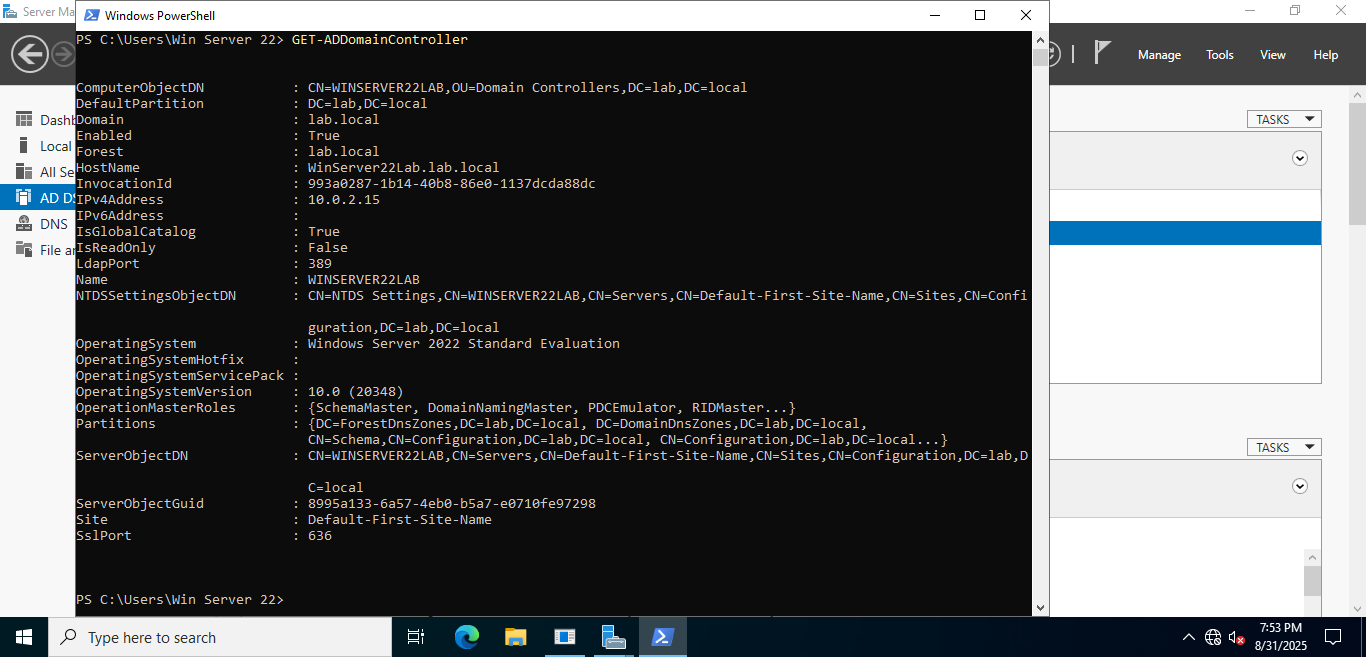 Server Ma
Windows PowerShell
Manage Tools View Help
Dashb
Local
All Se
AD DS
DNS
File ar
TASKS
TASKS
PS C:\Users\Win Server 22> GET-ADDomainController
ComputerObjectDN : CN=WINSERVER22LAB,OU=Domain Controllers,DC=lab,DC=local
DefaultPartition : DC=lab,DC=local
Domain : lab.local
Enabled : True
Forest : lab.local
HostName : WinServer22Lab.lab.local
InvocationId : 993a0287-1b14-40b8-86e0-1137dcda88dc
IPv4Address : 10.0.2.15
IPv6Address :
IsGlobalCatalog : True
IsReadOnly : False
LdapPort : 389
Name : WINSERVER22LAB
NTDSSettingsObjectDN : CN=NTDS Settings,CN=WINSERVER22LAB,CN=Servers,CN=Default-First-Site-Name,CN=Sites,CN=Confi
guration,DC=lab,DC=local
OperatingSystem : Windows Server 2022 Standard Evaluation
OperatingSystemHotfix :
OperatingSystemServicePack :
OperatingSystemVersion : 10.0 (20348)
OperationMasterRoles : {SchemaMaster, DomainNamingMaster, PDCEmulator, RIDMaster...}
Partitions : {DC=ForestDnsZones,DC=lab,DC=local, DC=DomainDnsZones,DC=lab,DC=local,
CN=Schema,CN=Configuration,DC=lab,DC=local, CN=Configuration,DC=lab,DC=local...}
ServerObjectDN : CN=WINSERVER22LAB,CN=Servers,CN=Default-First-Site-Name,CN=Sites,CN=Configuration,DC=lab,D
C=local
ServerObjectGuid : 8995a133-6a57-4eb0-b5a7-e0710fe97298
Site : Default-First-Site-Name
SslPort : 636
PS C:\Users\Win Server 22>
Type here to search
7:53 PM
8/31/2025